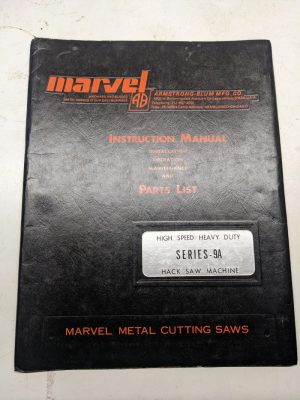 marvel
ARMSTRONG-BLUM MFG. CO.
INSTRUCTION MANUAL
INSTALLATION
OPERATION
MAINTENANCE
AND
PARTS LIST
HIGH SPEED HEAVY DUTY
SERIES-9A
HACK SAW MACHINE
MARVEL METAL CUTTING SAWS